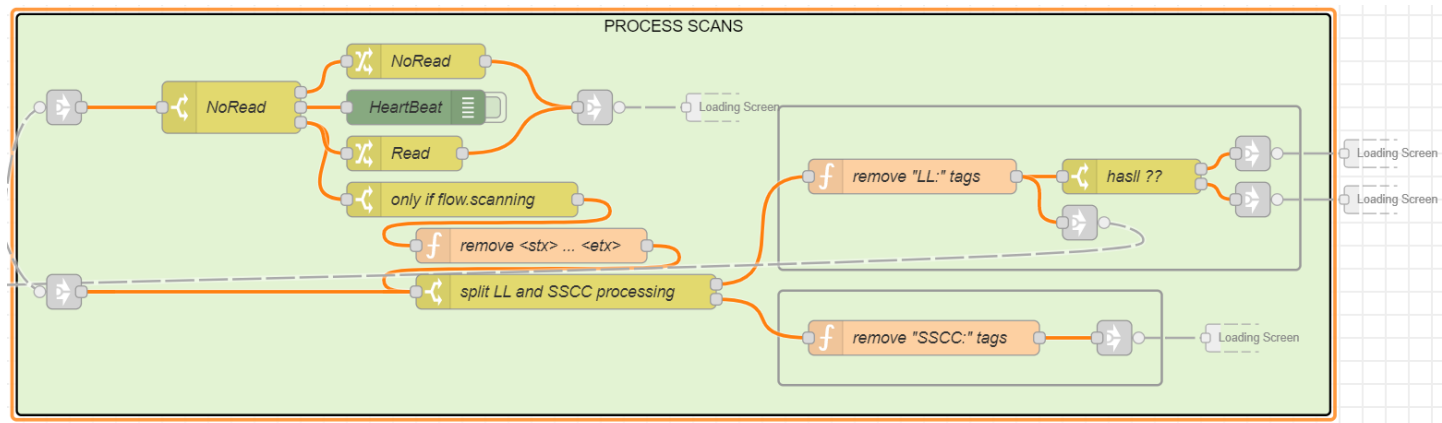 PROCESS SCANS
NoRead
NoRead
HeartBeat
Loading Screen
Read
only if flow.scanning
remove <stx> ... <etx>
split LL and SSCC processing
remove "LL:" tags
hasll ??
Loading Screen
Loading Screen
remove "SSCC:" tags
Loading Screen